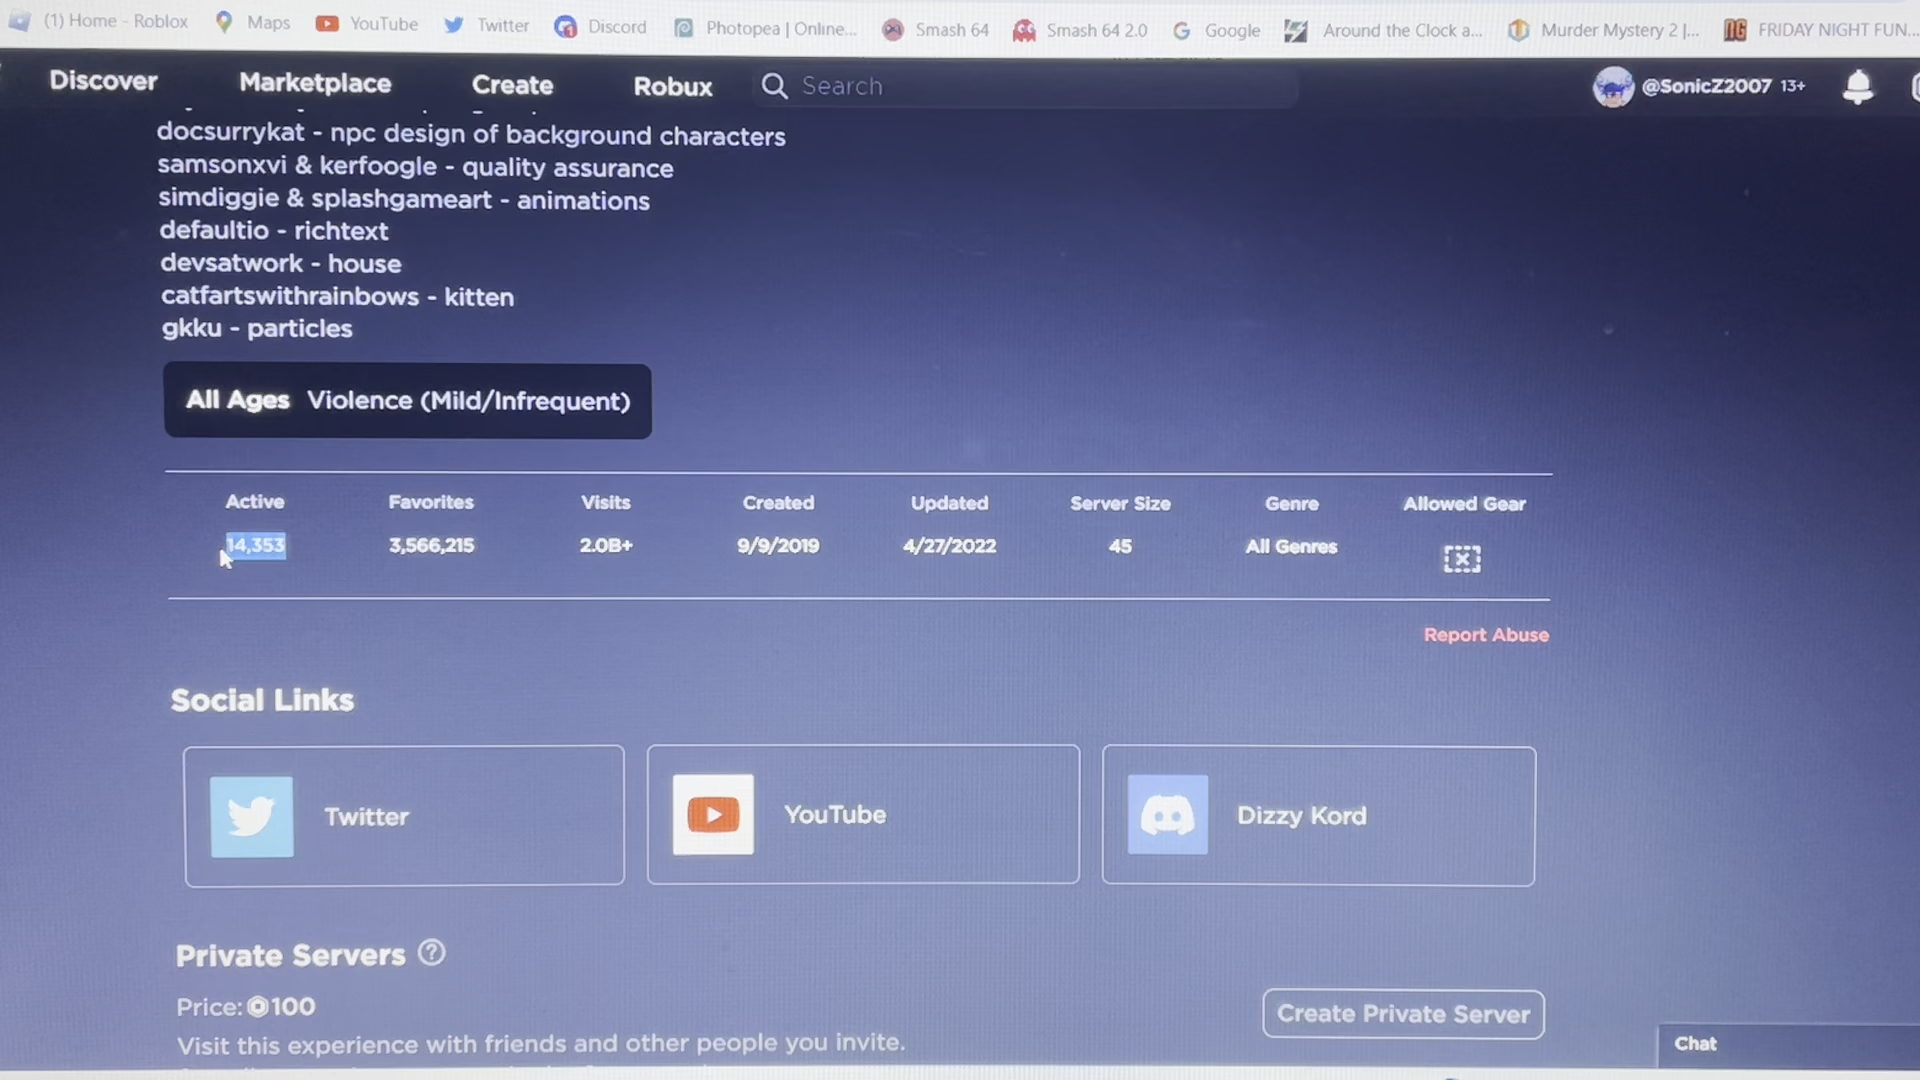 (1) Home - Roblox Maps YouTube Twitter Discord Photopea | Online... Smash 64 Smash 64 2.0 Google Around the Clock a... Murder Mystery 2 |... FRIDAY NIGHT FUN...
Discover Marketplace Create Robux Search @SonicZ2007 13+
docsurrykat - npc design of background characters
samsonxvi & kerfoogle - quality assurance
simdiggie & splashgameart - animations
defaultio - richtext
devsatwork - house
catfartswithrainbows - kitten
gkku - particles
All Ages Violence (Mild/Infrequent)
Active Favorites Visits Created Updated Server Size Genre Allowed Gear
14,353 3,566,215 2.0B+ 9/9/2019 4/27/2022 45 All Genres
Report Abuse
Social Links
Twitter YouTube Dizzy Kord
Private Servers
Price: 100
Create Private Server
Visit this experience with friends and other people you invite.
Chat